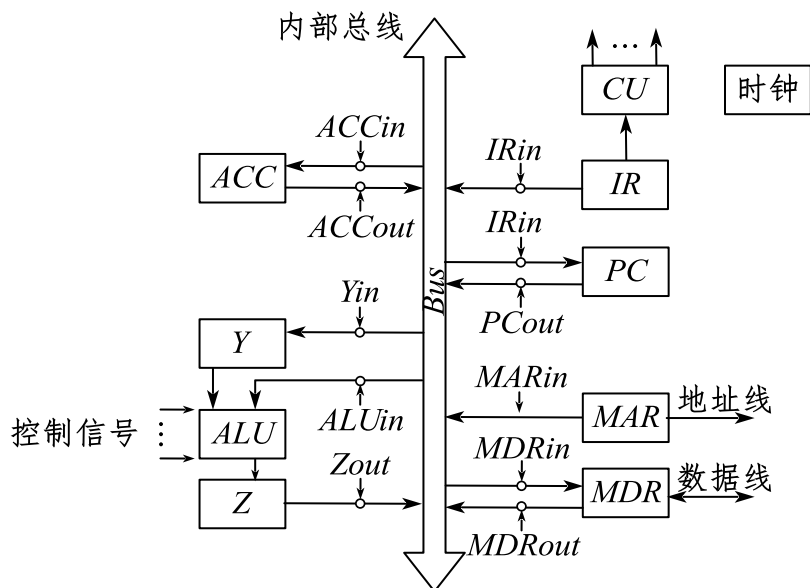 内部总线
...
CU
时钟
ACCin
IRin
ACC
IR
ACCout
IRin
PC
Bus
Yin
PCout
Y
MARin
地址线
控制信号
...
ALU
ALUin
MAR
MDRin
Zout
数据线
Z
MDR
MDRout